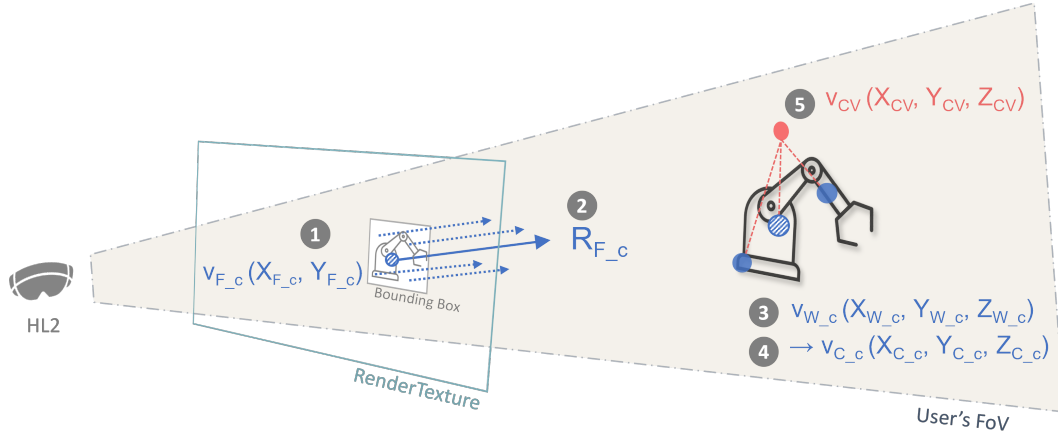 5 v_CV (X_CV, Y_CV, Z_CV)
1
2
R_F_c
v_F_c (X_F_c, Y_F_c)
Bounding Box
HL2
3 v_W_c (X_W_c, Y_W_c, Z_W_c)
4 → v_C_c (X_C_c, Y_C_c, Z_C_c)
RenderTexture
User's FoV